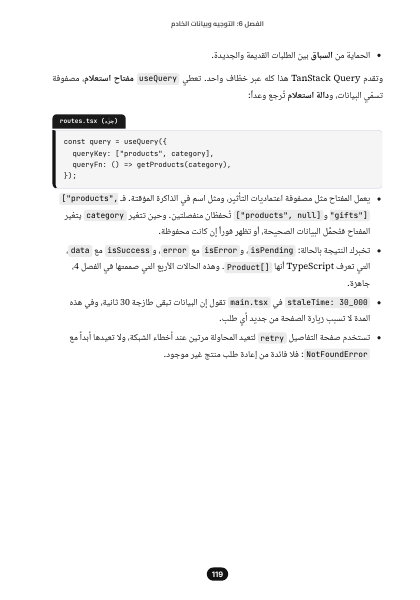 الفصل 6: التوجيه وبيانات الخادم
• الحماية من السباق بين الطلبات القديمة والجديدة.
وتقدم TanStack Query هذا كله عبر خطّاف واحد. تعطي useQuery مفتاح استعلام، مصفوفة
تسمّي البيانات، ودالة استعلام تُرجع وعداً:
routes.tsx (جزء)
const query = useQuery({
  queryKey: ["products", category],
  queryFn: () => getProducts(category),
});
• يعمل المفتاح مثل مصفوفة اعتماديات التأثير، ومثل اسم في الذاكرة المؤقتة. فـ ["products",
"gifts"] و ["products", null] تُحفظان منفصلتين. وحين تتغير category يتغير
المفتاح فتحمَّل البيانات الصحيحة، أو تظهر فوراً إن كانت محفوظة.
• تخبرك النتيجة بالحالة: isPending، و isError مع error، و isSuccess مع data،
التي تعرف TypeScript أنها Product[]. وهذه الحالات الأربع التي صممتها في الفصل 4،
جاهزة.
• staleTime: 30_000 في main.tsx تقول إن البيانات تبقى طازجة 30 ثانية، وفي هذه
المدة لا تسبب زيارة الصفحة من جديد أي طلب.
• تستخدم صفحة التفاصيل retry لتعيد المحاولة مرتين عند أخطاء الشبكة، ولا تعيدها أبداً مع
NotFoundError: فلا فائدة من إعادة طلب منتج غير موجود.
119